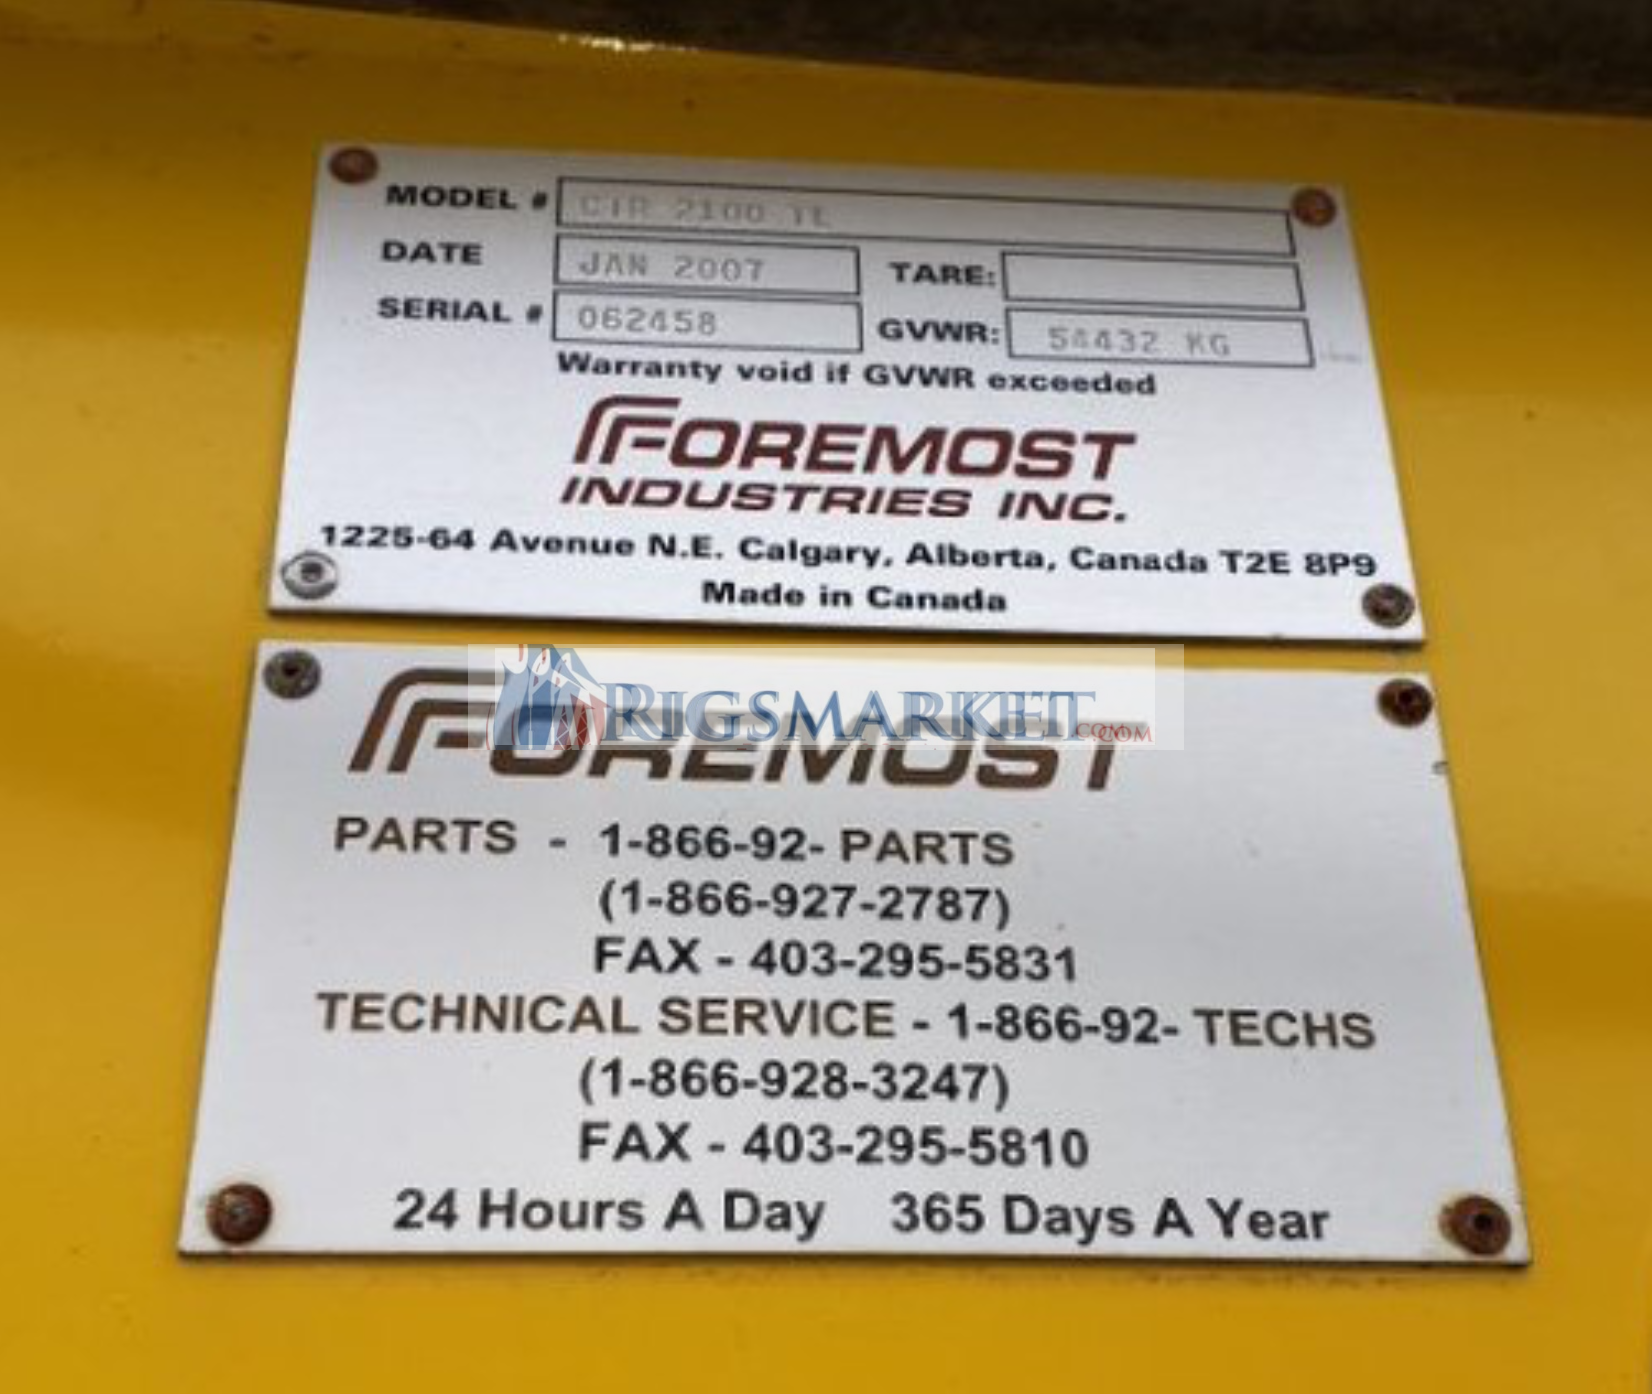 MODEL # CTR 2100 TL
DATE JAN 2007 TARE:
SERIAL # 062458 GVWR: 54432 KG
Warranty void if GVWR exceeded
FOREMOST
INDUSTRIES INC.
1225-64 Avenue N.E. Calgary, Alberta, Canada T2E 8P9
Made in Canada
RIGSMARKET.COM
FOREMOST
PARTS - 1-866-92- PARTS
(1-866-927-2787)
FAX - 403-295-5831
TECHNICAL SERVICE - 1-866-92- TECHS
(1-866-928-3247)
FAX - 403-295-5810
24 Hours A Day 365 Days A Year